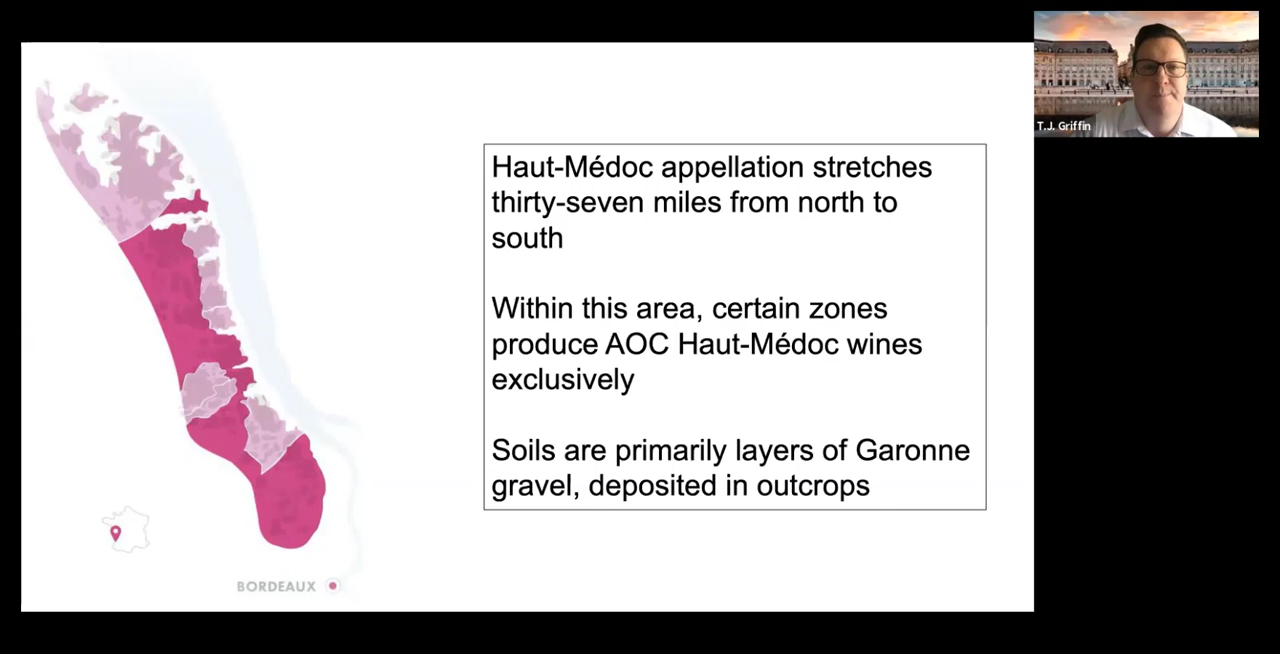 T.J. Griffin
Haut-Médoc appellation stretches
thirty-seven miles from north to
south
Within this area, certain zones
produce AOC Haut-Médoc wines
exclusively
Soils are primarily layers of Garonne
gravel, deposited in outcrops
BORDEAUX